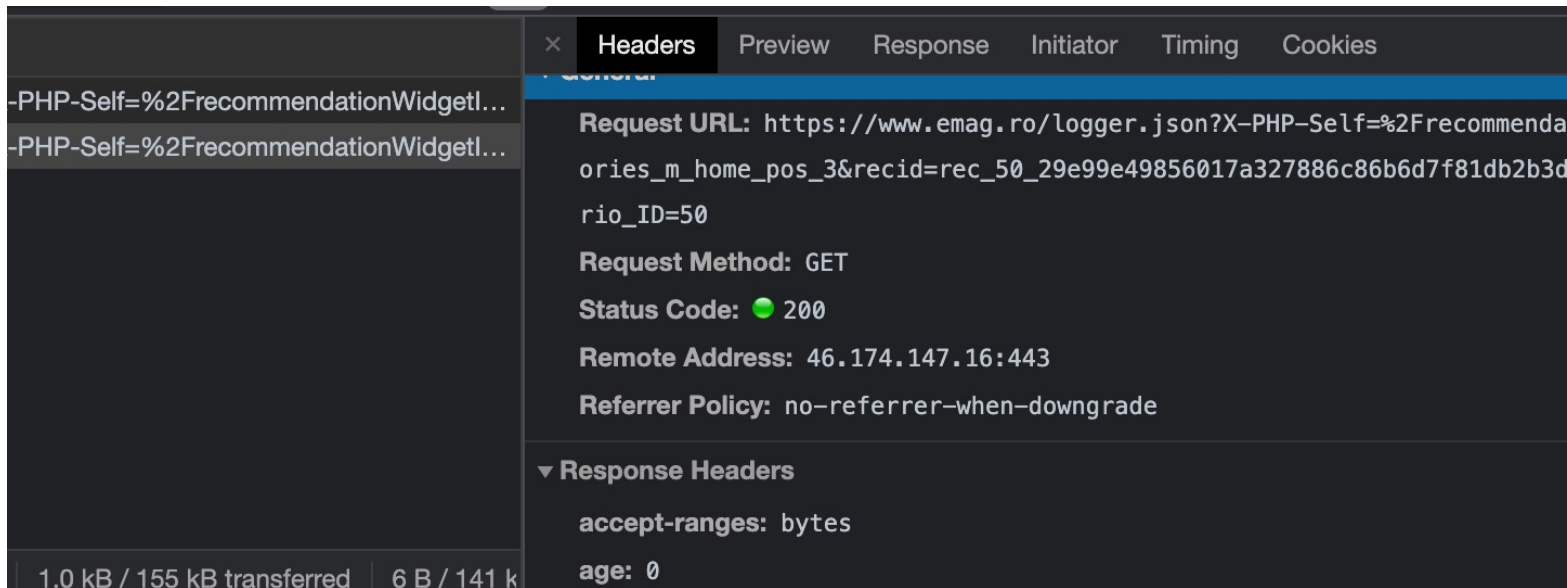 × Headers Preview Response Initiator Timing Cookies
General
-PHP-Self=%2FrecommendationWidgetI...
-PHP-Self=%2FrecommendationWidgetI...
Request URL: https://www.emag.ro/logger.json?X-PHP-Self=%2Frecommenda
ories_m_home_pos_3&recid=rec_50_29e99e49856017a327886c86b6d7f81db2b3d
rio_ID=50
Request Method: GET
Status Code: 200
Remote Address: 46.174.147.16:443
Referrer Policy: no-referrer-when-downgrade
Response Headers
accept-ranges: bytes
age: 0
1.0 kB / 155 kB transferred 6 B / 141 k